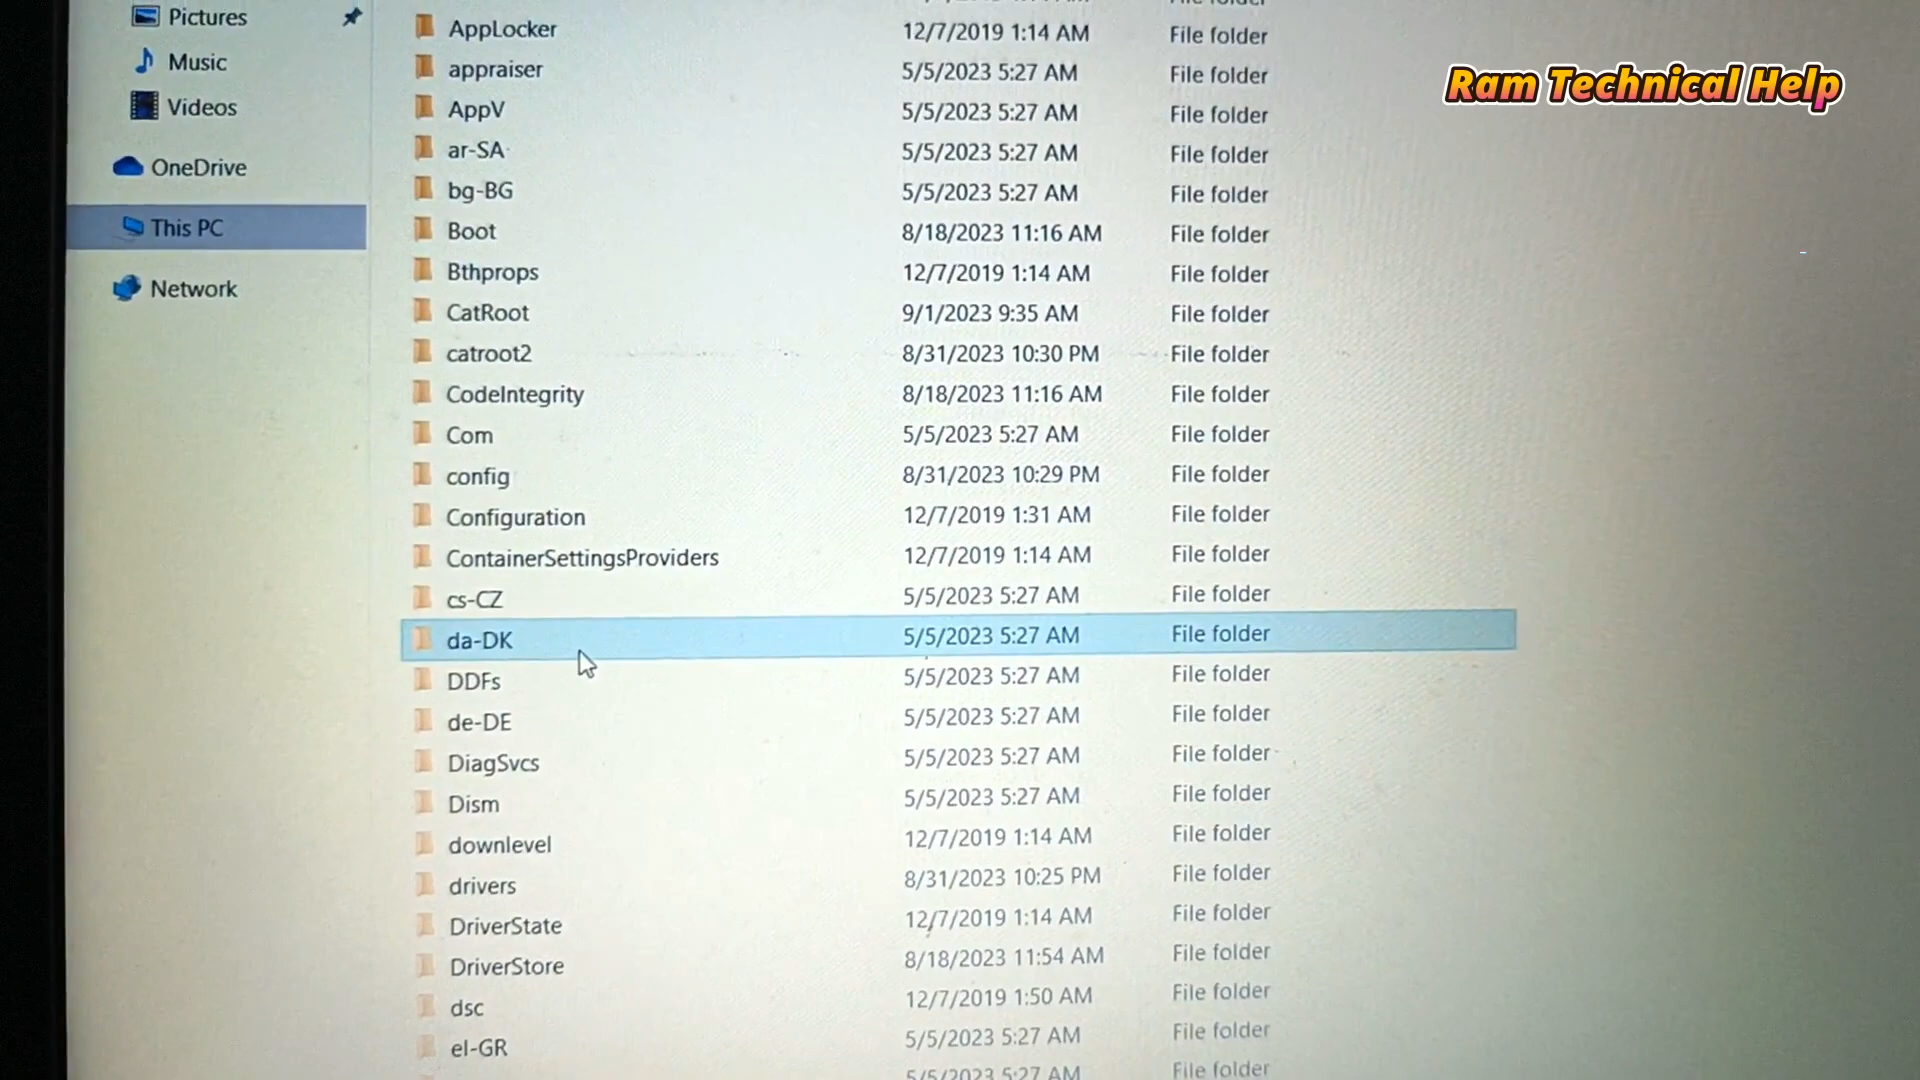 Pictures
Music
Videos
OneDrive
This PC
Network
Ram Technical Help
AppLocker 12/7/2019 1:14 AM File folder
appraiser 5/5/2023 5:27 AM File folder
AppV 5/5/2023 5:27 AM File folder
ar-SA 5/5/2023 5:27 AM File folder
bg-BG 5/5/2023 5:27 AM File folder
Boot 8/18/2023 11:16 AM File folder
Bthprops 12/7/2019 1:14 AM File folder
CatRoot 9/1/2023 9:35 AM File folder
catroot2 8/31/2023 10:30 PM File folder
CodeIntegrity 8/18/2023 11:16 AM File folder
Com 5/5/2023 5:27 AM File folder
config 8/31/2023 10:29 PM File folder
Configuration 12/7/2019 1:31 AM File folder
ContainerSettingsProviders 12/7/2019 1:14 AM File folder
cs-CZ 5/5/2023 5:27 AM File folder
da-DK 5/5/2023 5:27 AM File folder
DDFs 5/5/2023 5:27 AM File folder
de-DE 5/5/2023 5:27 AM File folder
DiagSvcs 5/5/2023 5:27 AM File folder
Dism 5/5/2023 5:27 AM File folder
downlevel 12/7/2019 1:14 AM File folder
drivers 8/31/2023 10:25 PM File folder
DriverState 12/7/2019 1:14 AM File folder
DriverStore 8/18/2023 11:54 AM File folder
dsc 12/7/2019 1:50 AM File folder
el-GR 5/5/2023 5:27 AM File folder
5/5/2023 5:27 AM File folder